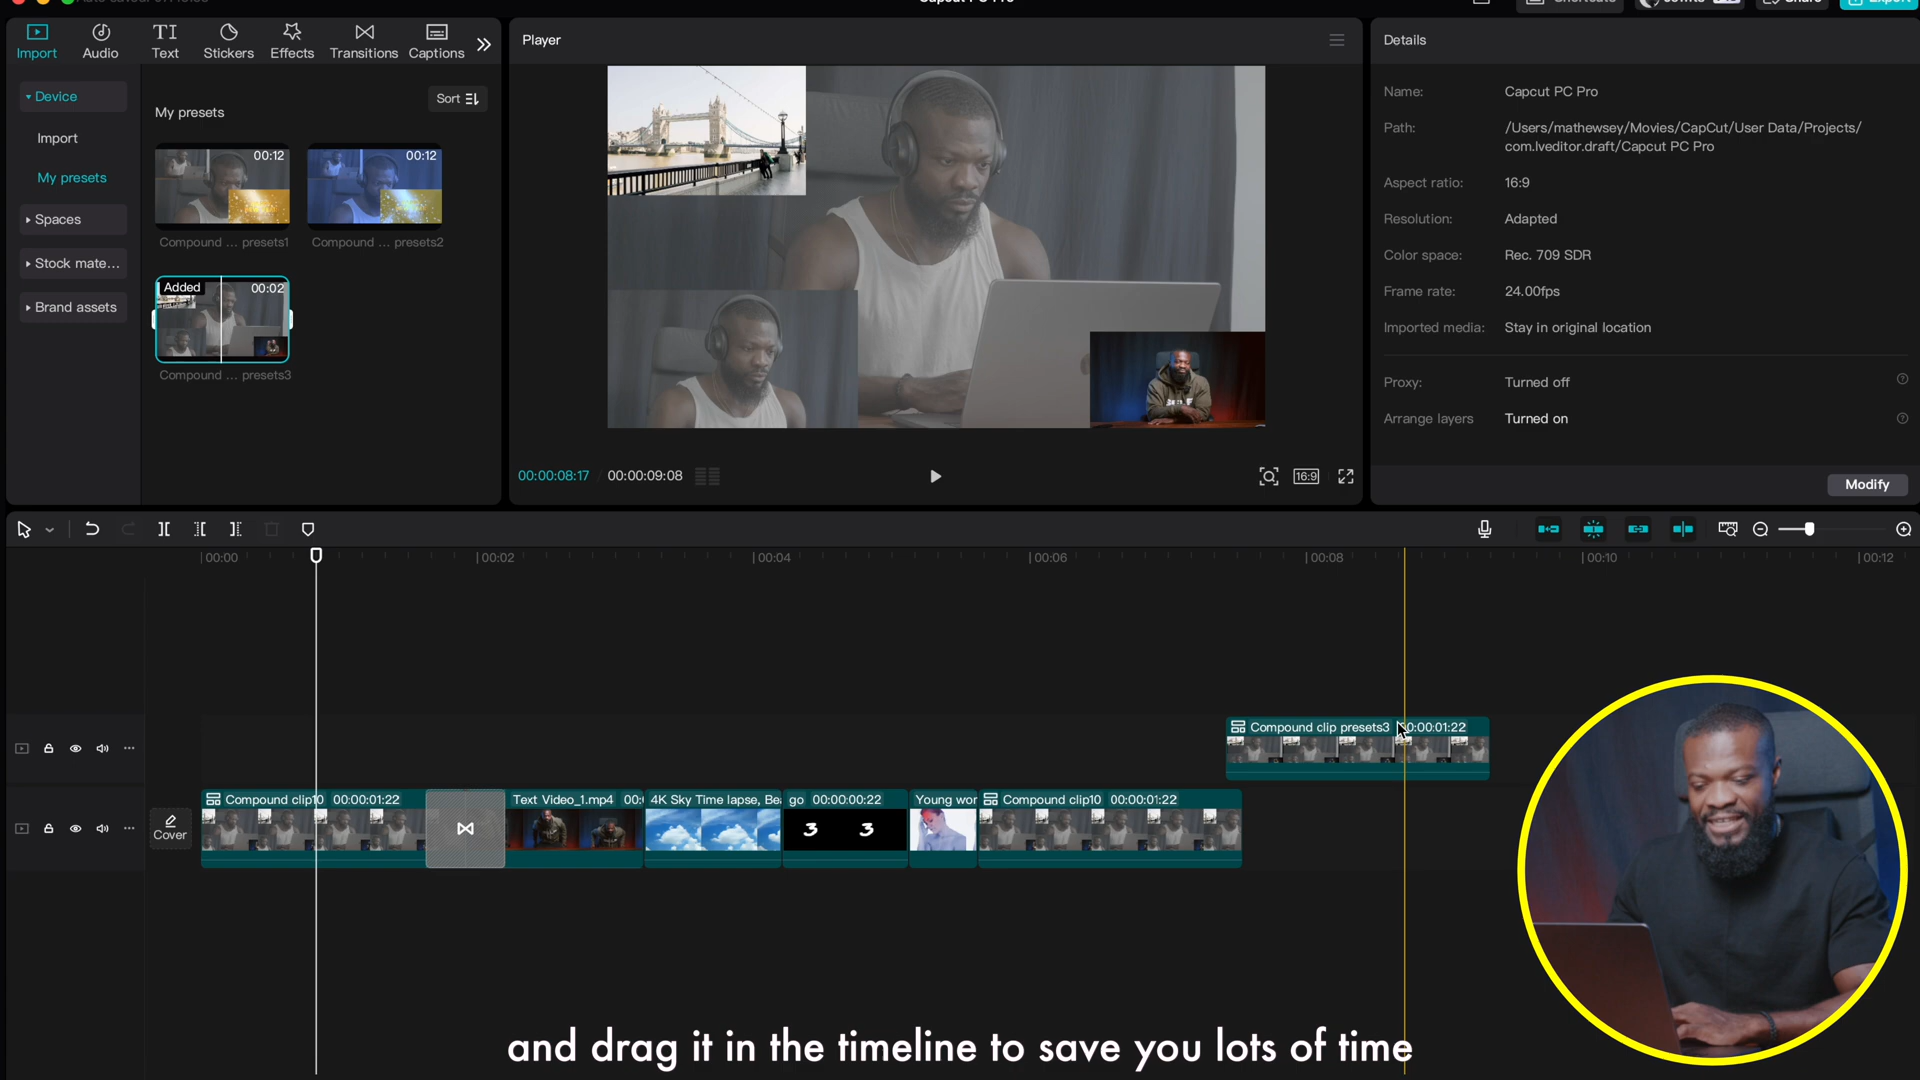 Import
Audio
Text
Stickers
Effects
Transitions
Captions
Player
Details
Device
Import
My presets
Spaces
Stock mate...
Brand assets
My presets
Sort
00:12
00:12
Compound ... presets1
Compound ... presets2
Added
00:02
Compound ... presets3
00:00:08:17
00:00:09:08
16:9
Name:
Capcut PC Pro
Path:
/Users/mathewsey/Movies/CapCut/User Data/Projects/
com.lveditor.draft/Capcut PC Pro
Aspect ratio:
16:9
Resolution:
Adapted
Color space:
Rec. 709 SDR
Frame rate:
24.00fps
Imported media:
Stay in original location
Proxy:
Turned off
Arrange layers
Turned on
Modify
00:00
00:02
00:04
00:06
00:08
00:10
00:12
Compound clip presets3
00:00:01:22
Cover
Compound clip10 00:00:01:22
Text Video_1.mp4
4K Sky Time lapse, Be
go 00:00:00:22
3 3
Young wor
Compound clip10 00:00:01:22
and drag it in the timeline to save you lots of time